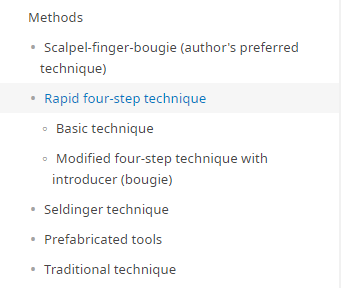 Methods
• Scalpel-finger-bougie (author's preferred
technique)
• Rapid four-step technique
◦ Basic technique
◦ Modified four-step technique with
introducer (bougie)
• Seldinger technique
• Prefabricated tools
• Traditional technique